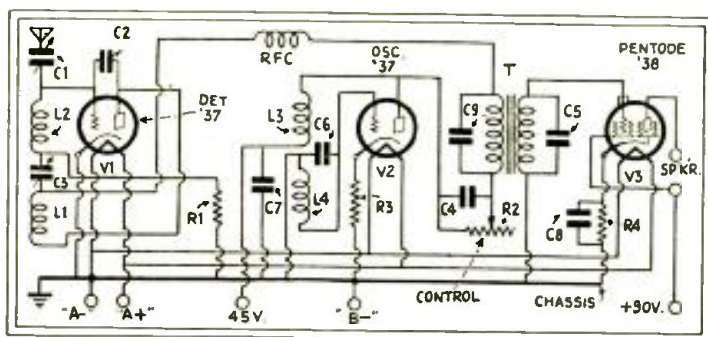 C1
C2
L2
C3
L1
V1
DET
'37
R1
RFC
OSC.
'37
L3
C6
C7
L4
V2
R3
T
C9
C5
C4
R2
CONTROL
PENTODE
'38
V3
SPKR.
C8
R4
CHASSIS
"A-"
"A+"
45V.
"B-"
+90V.